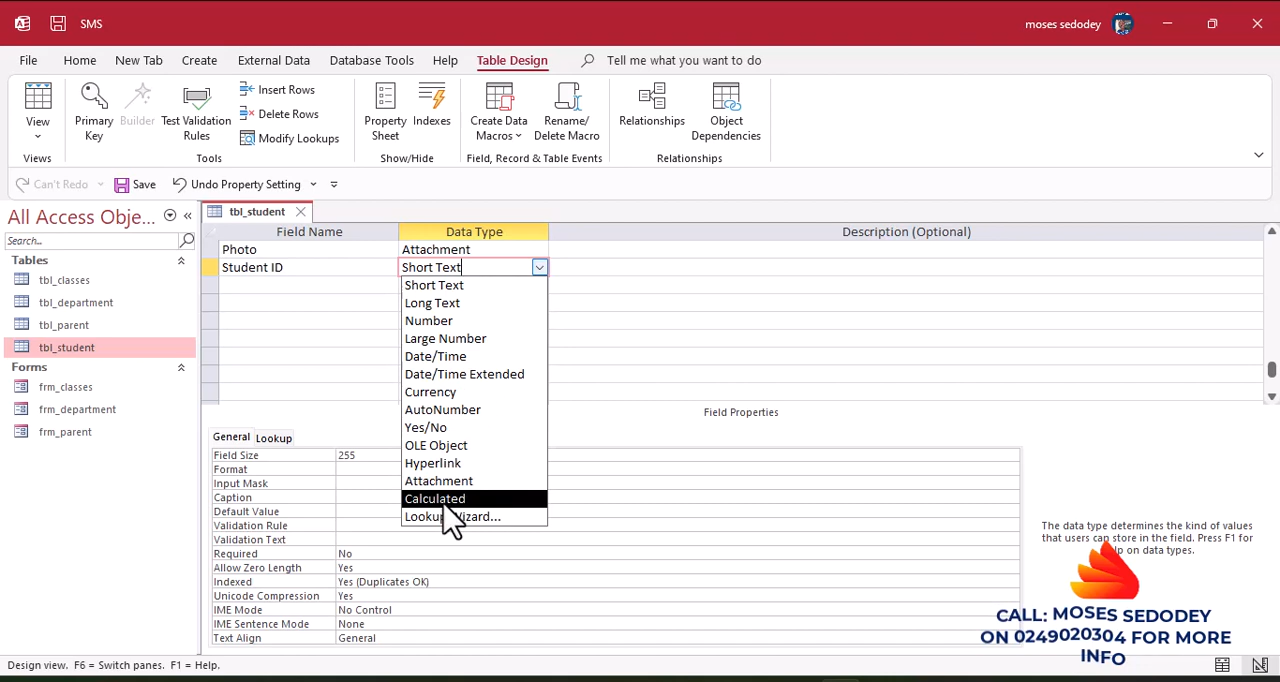 SMS
moses sedodey
File Home New Tab Create External Data Database Tools Help Table Design Tell me what you want to do
View
Primary Key
Builder
Test Validation Rules
Insert Rows
Delete Rows
Modify Lookups
Property Sheet
Indexes
Create Data Macros
Rename/ Delete Macro
Relationships
Object Dependencies
Views
Tools
Show/Hide
Field, Record & Table Events
Relationships
Can't Redo Save Undo Property Setting
All Access Obje...
Search...
Tables
tbl_classes
tbl_department
tbl_parent
tbl_student
Forms
frm_classes
frm_department
frm_parent
tbl_student
Field Name Data Type Description (Optional)
Photo Attachment
Student ID Short Text
Short Text
Long Text
Number
Large Number
Date/Time
Date/Time Extended
Currency
AutoNumber
Yes/No
OLE Object
Hyperlink
Attachment
Calculated
Lookup Wizard...
Field Properties
General Lookup
Field Size 255
Format
Input Mask
Caption
Default Value
Validation Rule
Validation Text
Required No
Allow Zero Length Yes
Indexed Yes (Duplicates OK)
Unicode Compression Yes
IME Mode No Control
IME Sentence Mode None
Text Align General
The data type determines the kind of values
that users can store in the field. Press F1 for
help on data types.
CALL: MOSES SEDODEY
ON 0249020304 FOR MORE
INFO
Design view. F6 = Switch panes. F1 = Help.